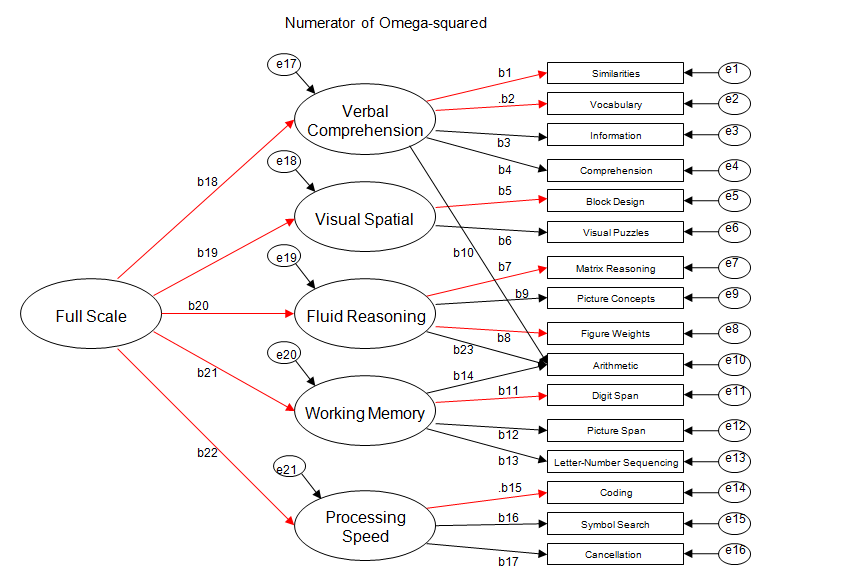 Numerator of Omega-squared
e17
b1
Similarities
e1
Verbal
Comprehension
.b2
Vocabulary
e2
Information
e3
b3
b4
Comprehension
e4
b18
e18
b5
Block Design
e5
Visual Spatial
b6
Visual Puzzles
e6
b19
b10
e19
b7
Matrix Reasoning
e7
b9
Picture Concepts
e9
b20
Full Scale
Fluid Reasoning
b8
Figure Weights
e8
b23
e20
Arithmetic
e10
b21
b14
b11
Digit Span
e11
Working Memory
b12
Picture Span
e12
b22
b13
Letter-Number Sequencing
e13
e21
.b15
Coding
e14
Processing
Speed
b16
Symbol Search
e15
b17
Cancellation
e16